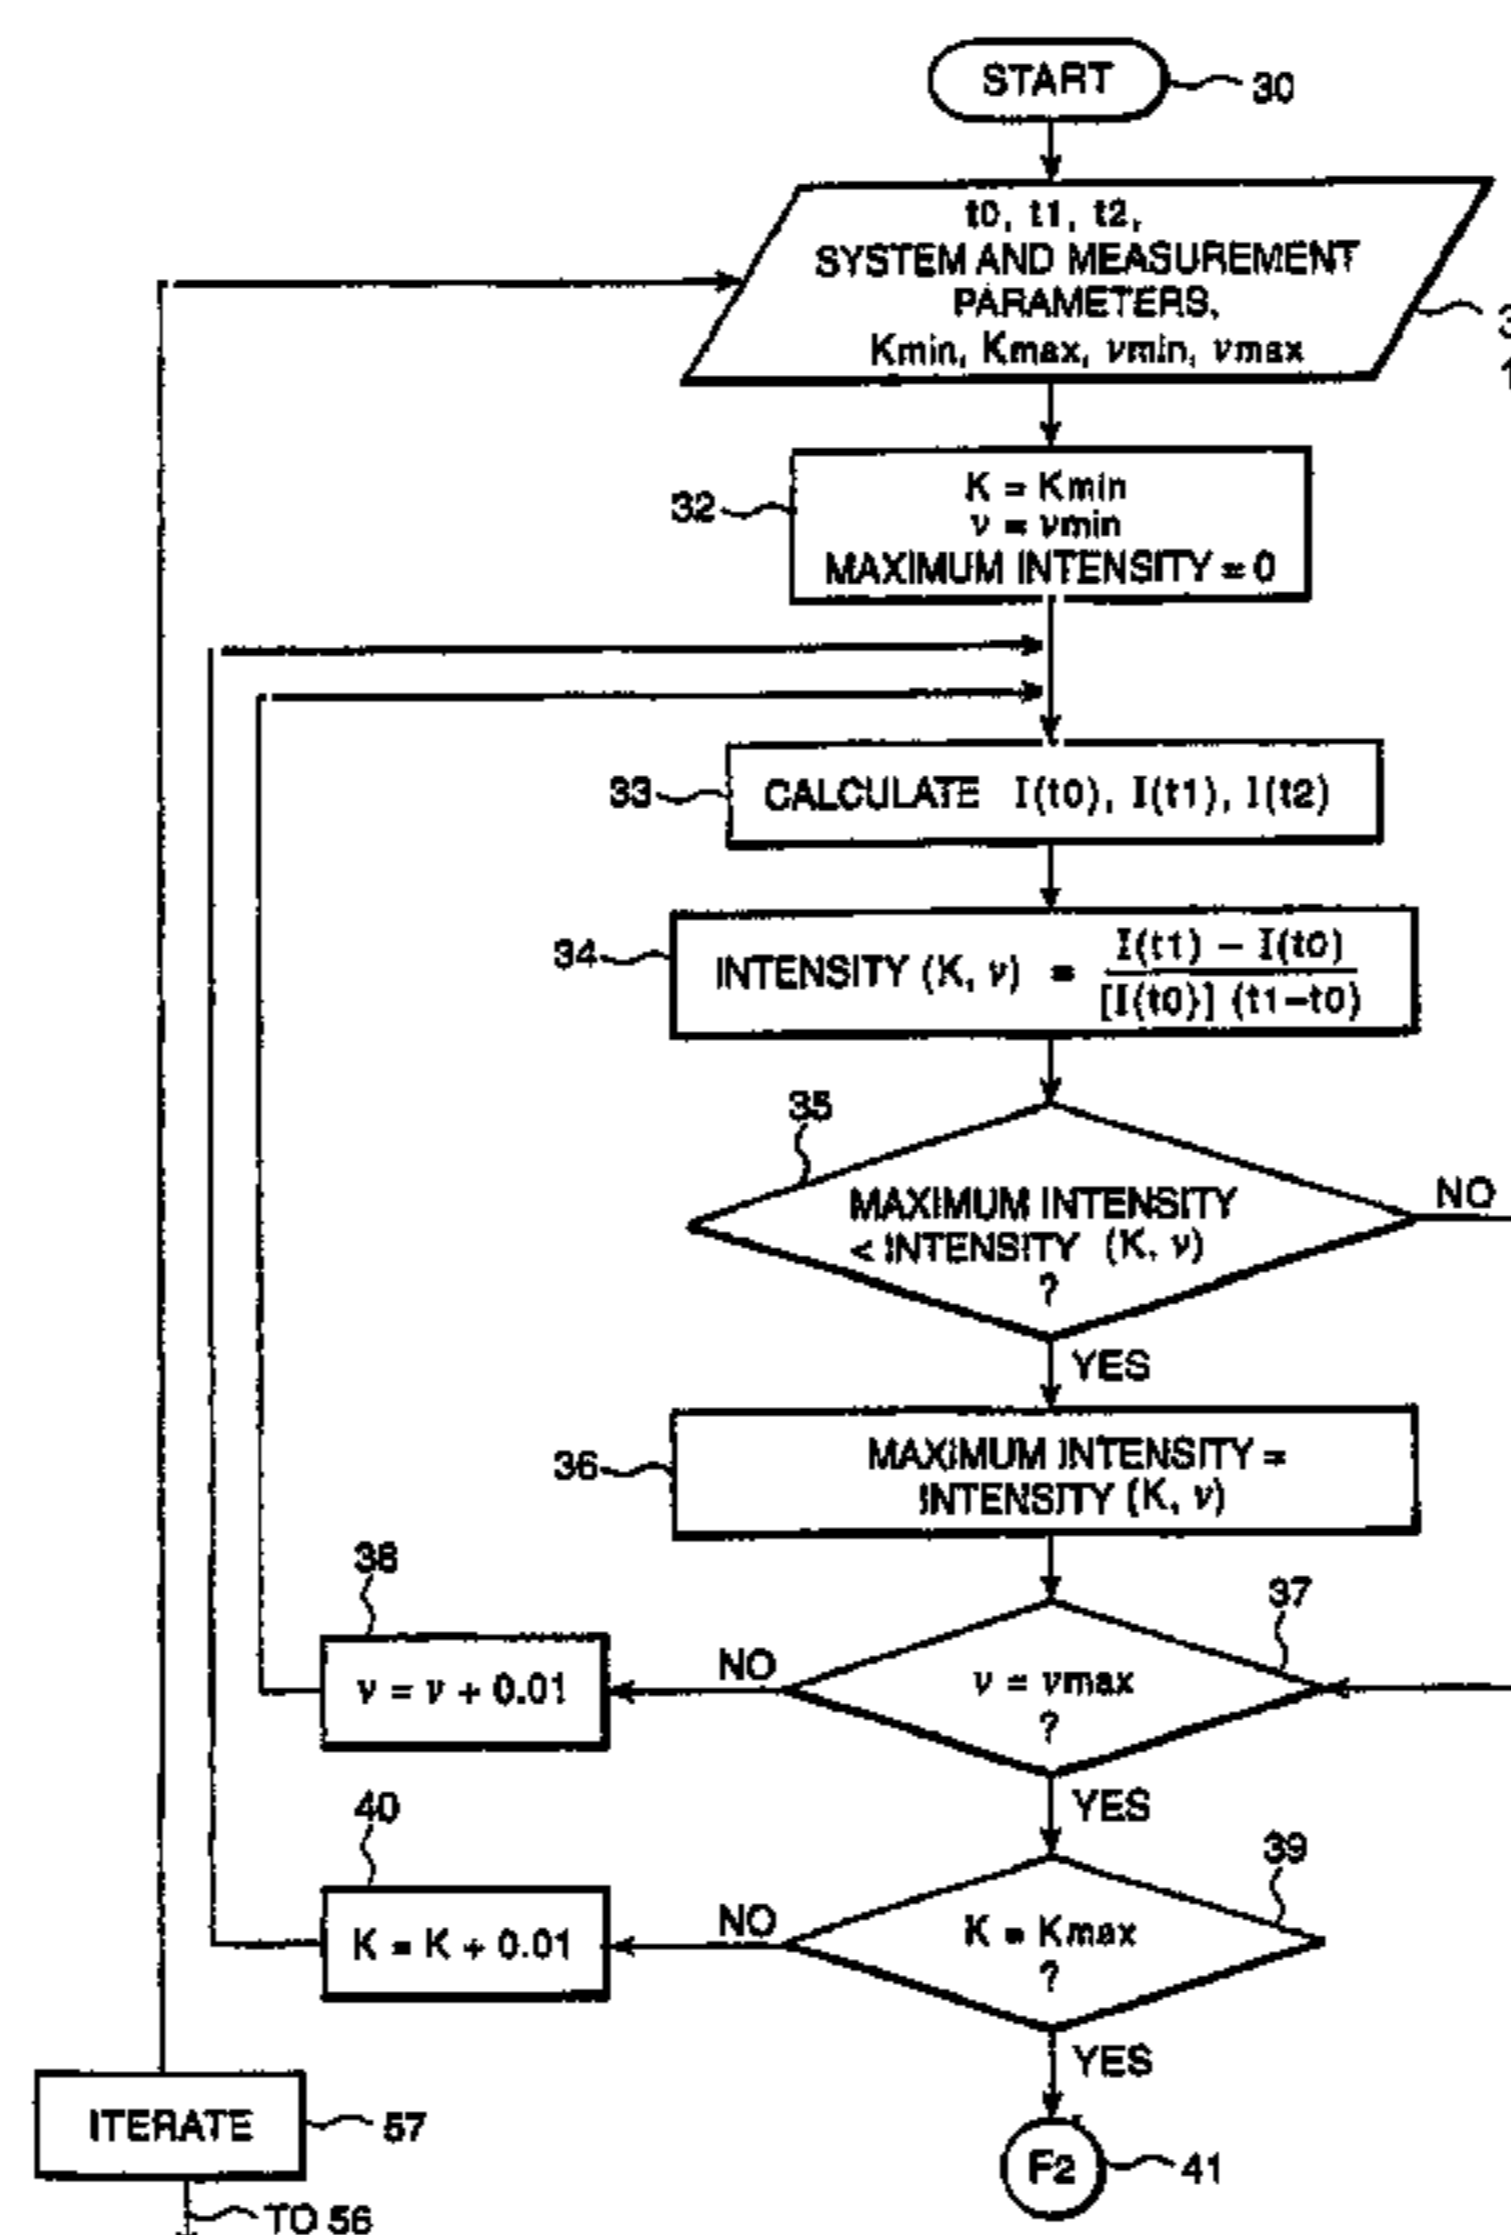 START
30
t0, t1, t2,
SYSTEM AND MEASUREMENT
PARAMETERS,
Kmin, Kmax, νmin, νmax
32
K = Kmin
ν = νmin
MAXIMUM INTENSITY = 0
33
CALCULATE I(t0), I(t1), I(t2)
34
INTENSITY (K, ν) =
I(t1) – I(t0)
[I(t0)] (t1–t0)
35
MAXIMUM INTENSITY
< INTENSITY (K, ν)
?
NO
YES
36
MAXIMUM INTENSITY =
INTENSITY (K, ν)
38
37
ν = ν + 0.01
NO
ν = νmax
?
YES
40
39
K = K + 0.01
NO
K = Kmax
?
YES
ITERATE
57
F2
41
TO 56